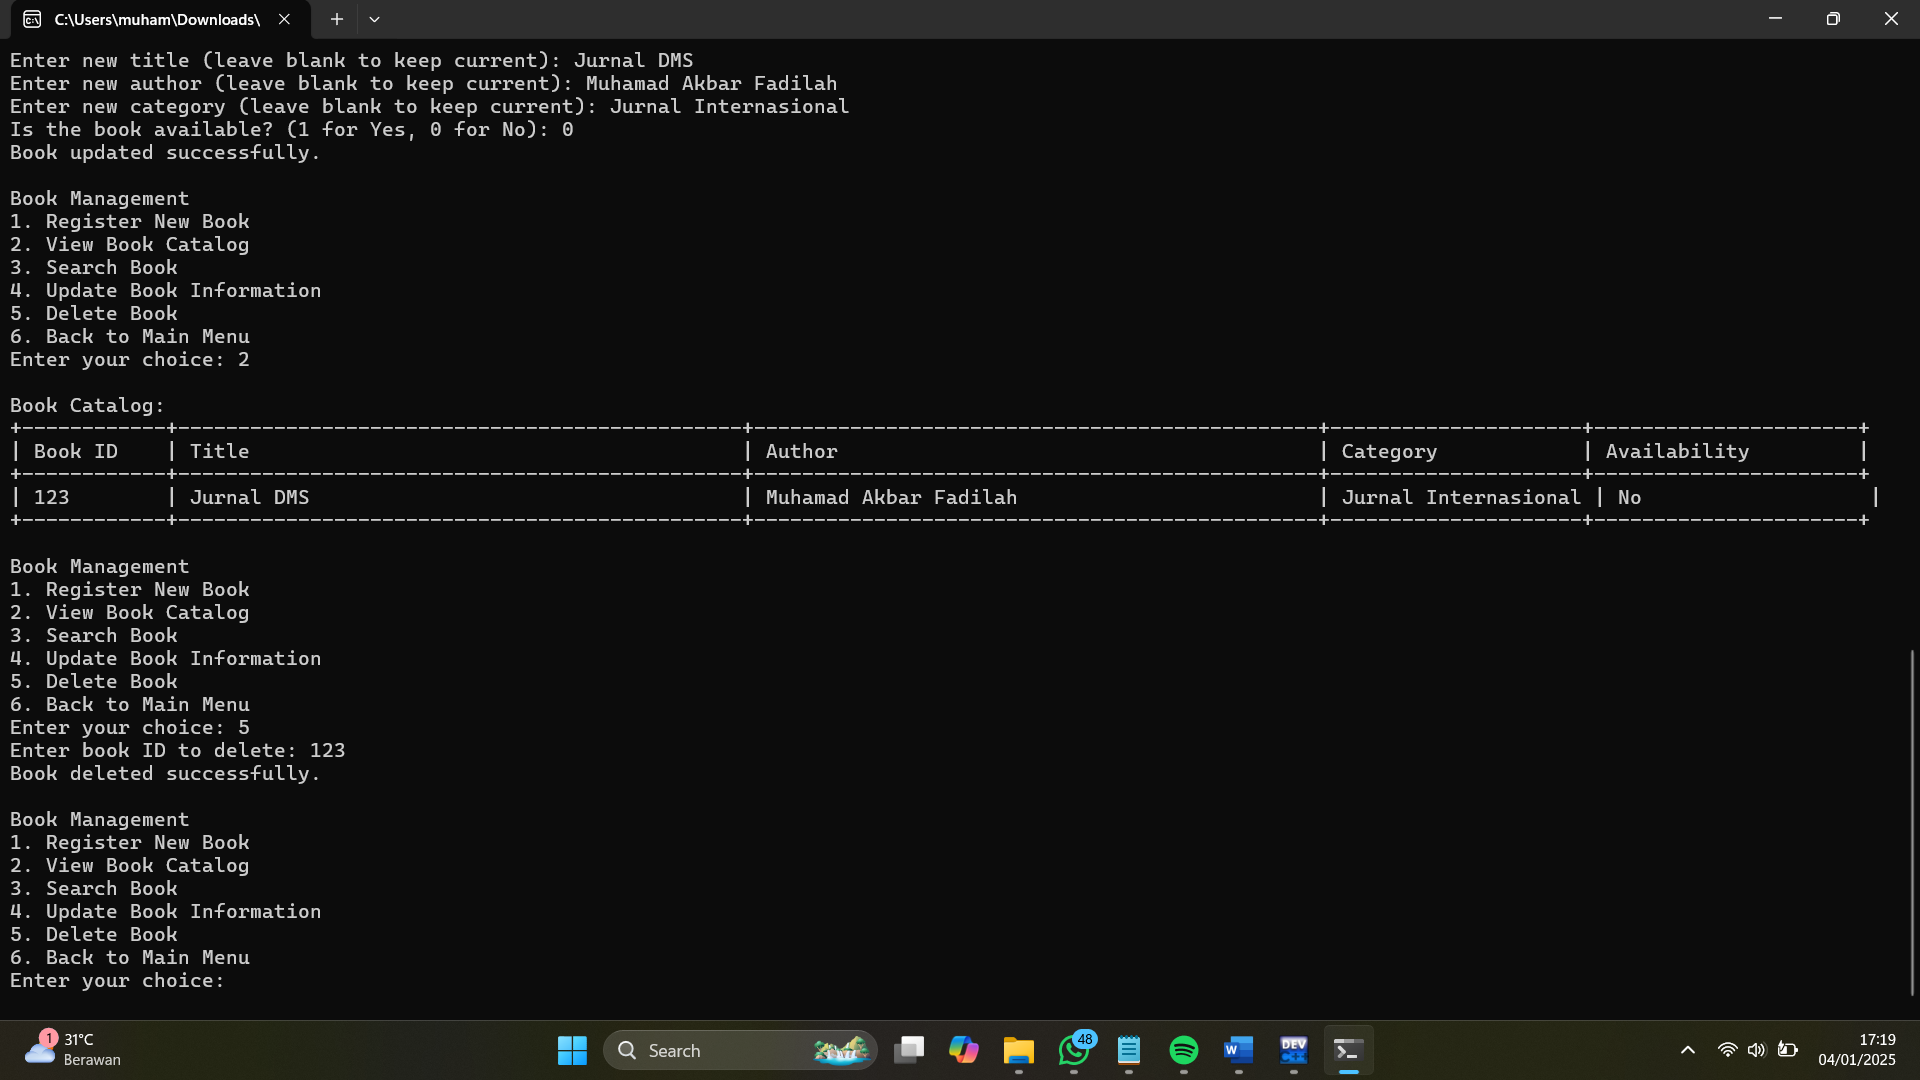 C:\Users\muham\Downloads\
Enter new title (leave blank to keep current): Jurnal DMS
Enter new author (leave blank to keep current): Muhamad Akbar Fadilah
Enter new category (leave blank to keep current): Jurnal Internasional
Is the book available? (1 for Yes, 0 for No): 0
Book updated successfully.
Book Management
1. Register New Book
2. View Book Catalog
3. Search Book
4. Update Book Information
5. Delete Book
6. Back to Main Menu
Enter your choice: 2
Book Catalog:
+------------+-----------------------------------------------+-----------------------------------------------+---------------------+----------------------+
| Book ID    | Title                                         | Author                                        | Category            | Availability         |
+------------+-----------------------------------------------+-----------------------------------------------+---------------------+----------------------+
| 123        | Jurnal DMS                                    | Muhamad Akbar Fadilah                         | Jurnal Internasional | No                   |
+------------+-----------------------------------------------+-----------------------------------------------+---------------------+----------------------+
Book Management
1. Register New Book
2. View Book Catalog
3. Search Book
4. Update Book Information
5. Delete Book
6. Back to Main Menu
Enter your choice: 5
Enter book ID to delete: 123
Book deleted successfully.
Book Management
1. Register New Book
2. View Book Catalog
3. Search Book
4. Update Book Information
5. Delete Book
6. Back to Main Menu
Enter your choice:
1
31°C
Berawan
Search
48
W
DEV
17:19
04/01/2025